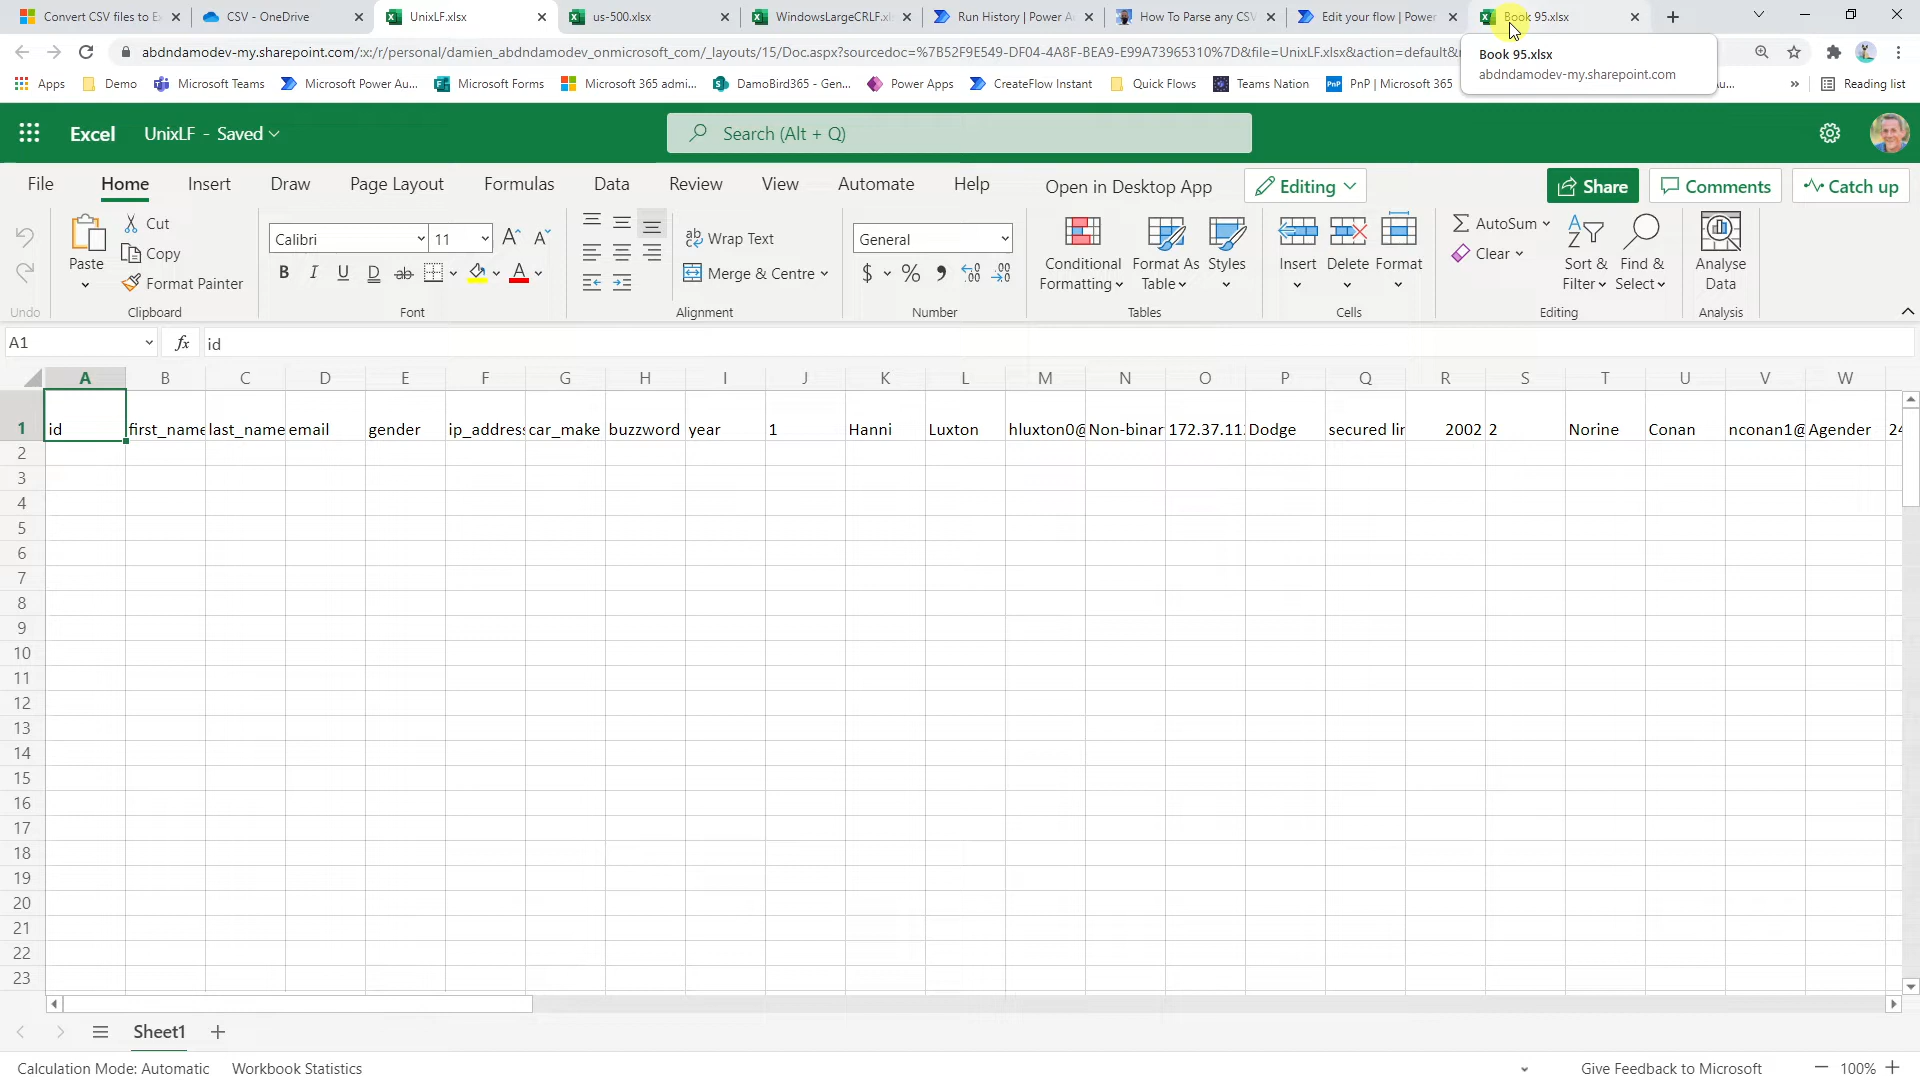 Convert CSV files to Ex
CSV - OneDrive
UnixLF.xlsx
us-500.xlsx
WindowsLargeCRLF.xl
Run History | Power A
How To Parse any CSV
Edit your flow | Power
Book 95.xlsx
abdndamodev-my.sharepoint.com/:x:/r/personal/damien_abdndamodev_onmicrosoft_com/_layouts/15/Doc.aspx?sourcedoc=%7B52F9E549-DF04-4A8F-BEA9-E99A73965310%7D&file=UnixLF.xlsx&action=default&
Book 95.xlsx
abdndamodev-my.sharepoint.com
Apps
Demo
Microsoft Teams
Microsoft Power Au...
Microsoft Forms
Microsoft 365 admi...
DamoBird365 - Gen...
Power Apps
CreateFlow Instant
Quick Flows
Teams Nation
PnP
PnP | Microsoft 365
»
Reading list
Excel
UnixLF - Saved
Search (Alt + Q)
File
Home
Insert
Draw
Page Layout
Formulas
Data
Review
View
Automate
Help
Open in Desktop App
Editing
Share
Comments
Catch up
Undo
Paste
Cut
Copy
Format Painter
Clipboard
Calibri
11
B I U D ab
Font
Wrap Text
Merge & Centre
Alignment
General
$ % 9 .00 .00
Number
Conditional Formatting
Format As Table
Styles
Tables
Insert
Delete
Format
Cells
AutoSum
Clear
Sort & Filter
Find & Select
Editing
Analyse Data
Analysis
A1
fx
id
A B C D E F G H I J K L M N O P Q R S T U V W
1 id first_name last_name email gender ip_address car_make buzzword year 1 Hanni Luxton hluxton0@ Non-binar 172.37.11 Dodge secured lir 2002 2 Norine Conan nconan1@ Agender 24
2
3
4
5
6
7
8
9
10
11
12
13
14
15
16
17
18
19
20
21
22
23
Sheet1
Calculation Mode: Automatic
Workbook Statistics
Give Feedback to Microsoft
100%